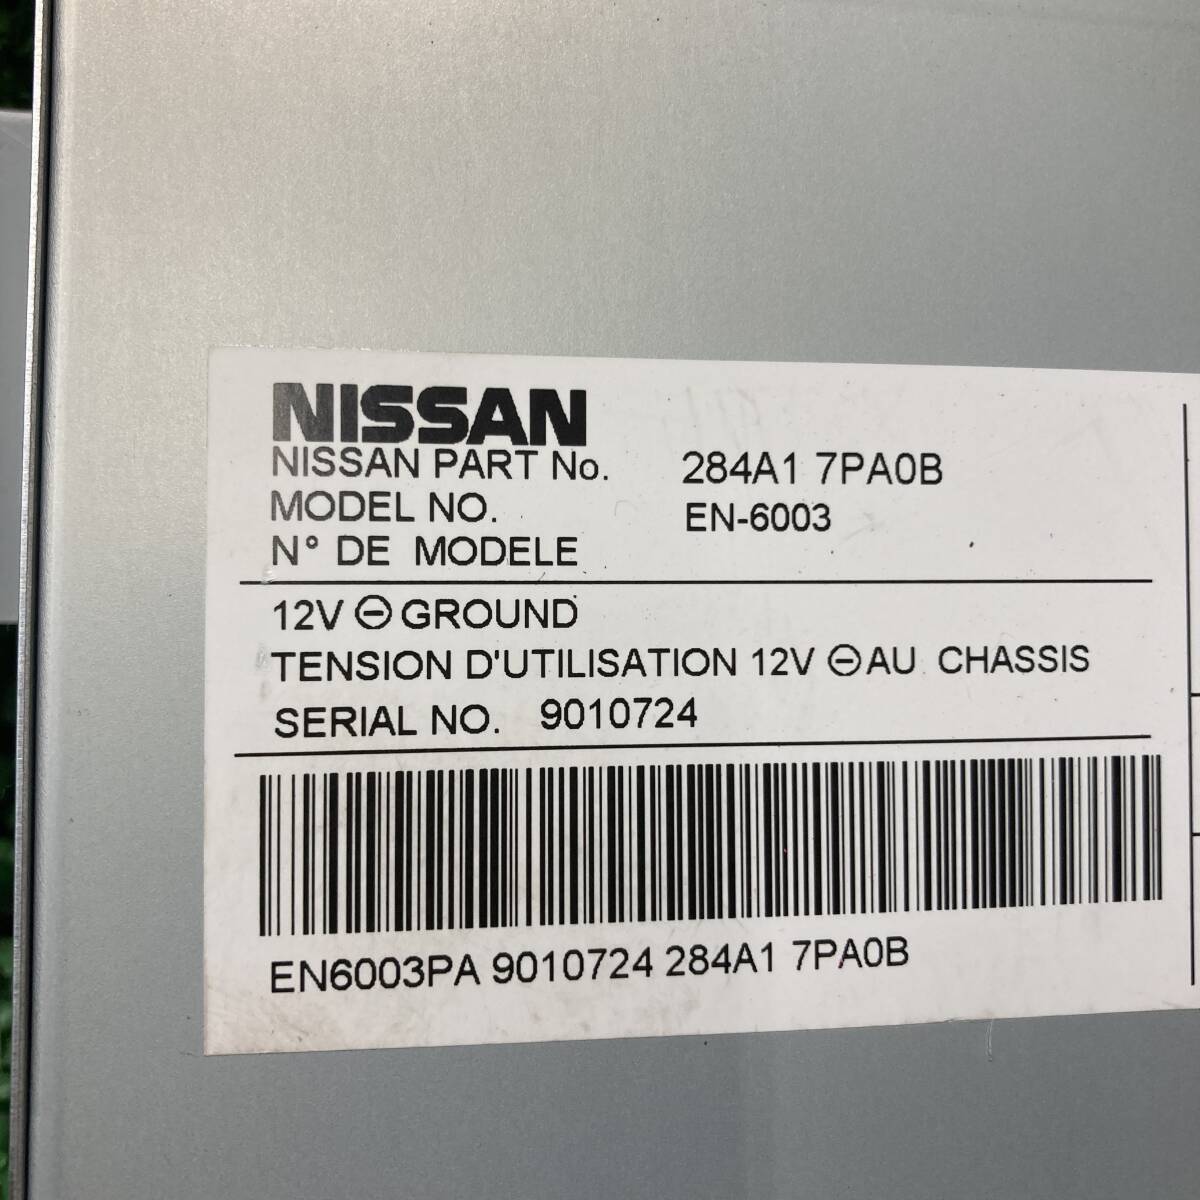 NISSAN
NISSAN PART No. 284A1 7PA0B
MODEL NO. EN-6003
N° DE MODELE
12V ⊖ GROUND
TENSION D'UTILISATION 12V ⊖ AU CHASSIS
SERIAL NO. 9010724
EN6003PA 9010724 284A1 7PA0B